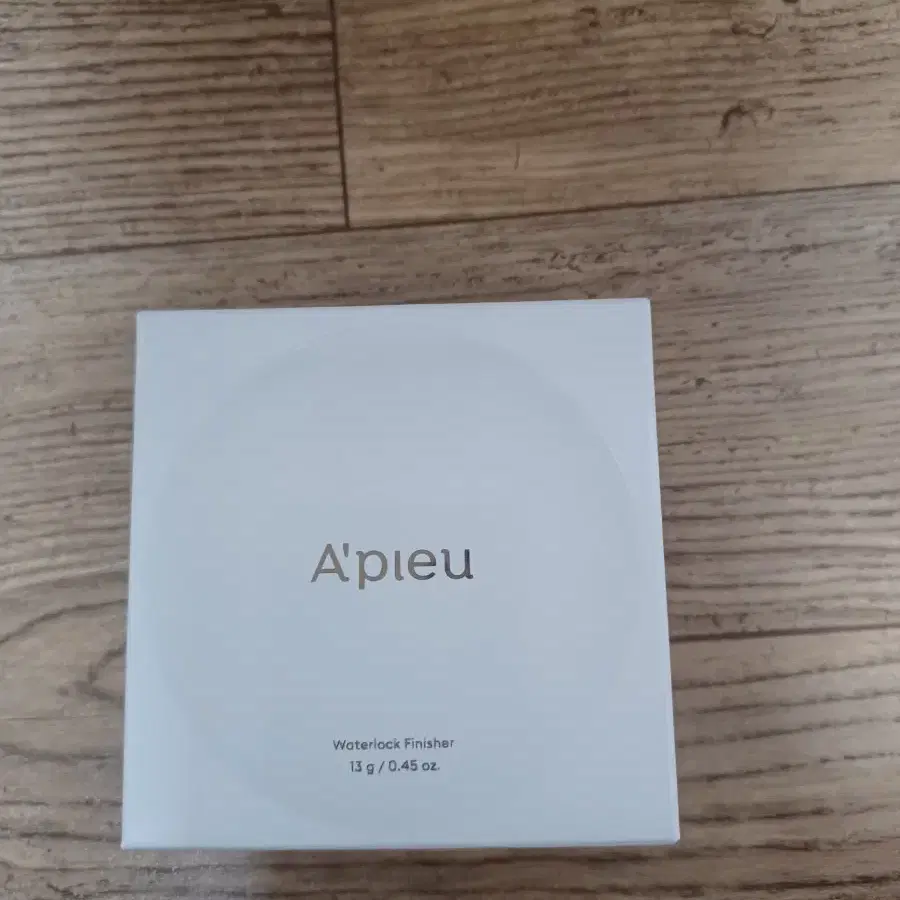 A'pieu
Waterlock Finisher
13 g / 0.45 oz.